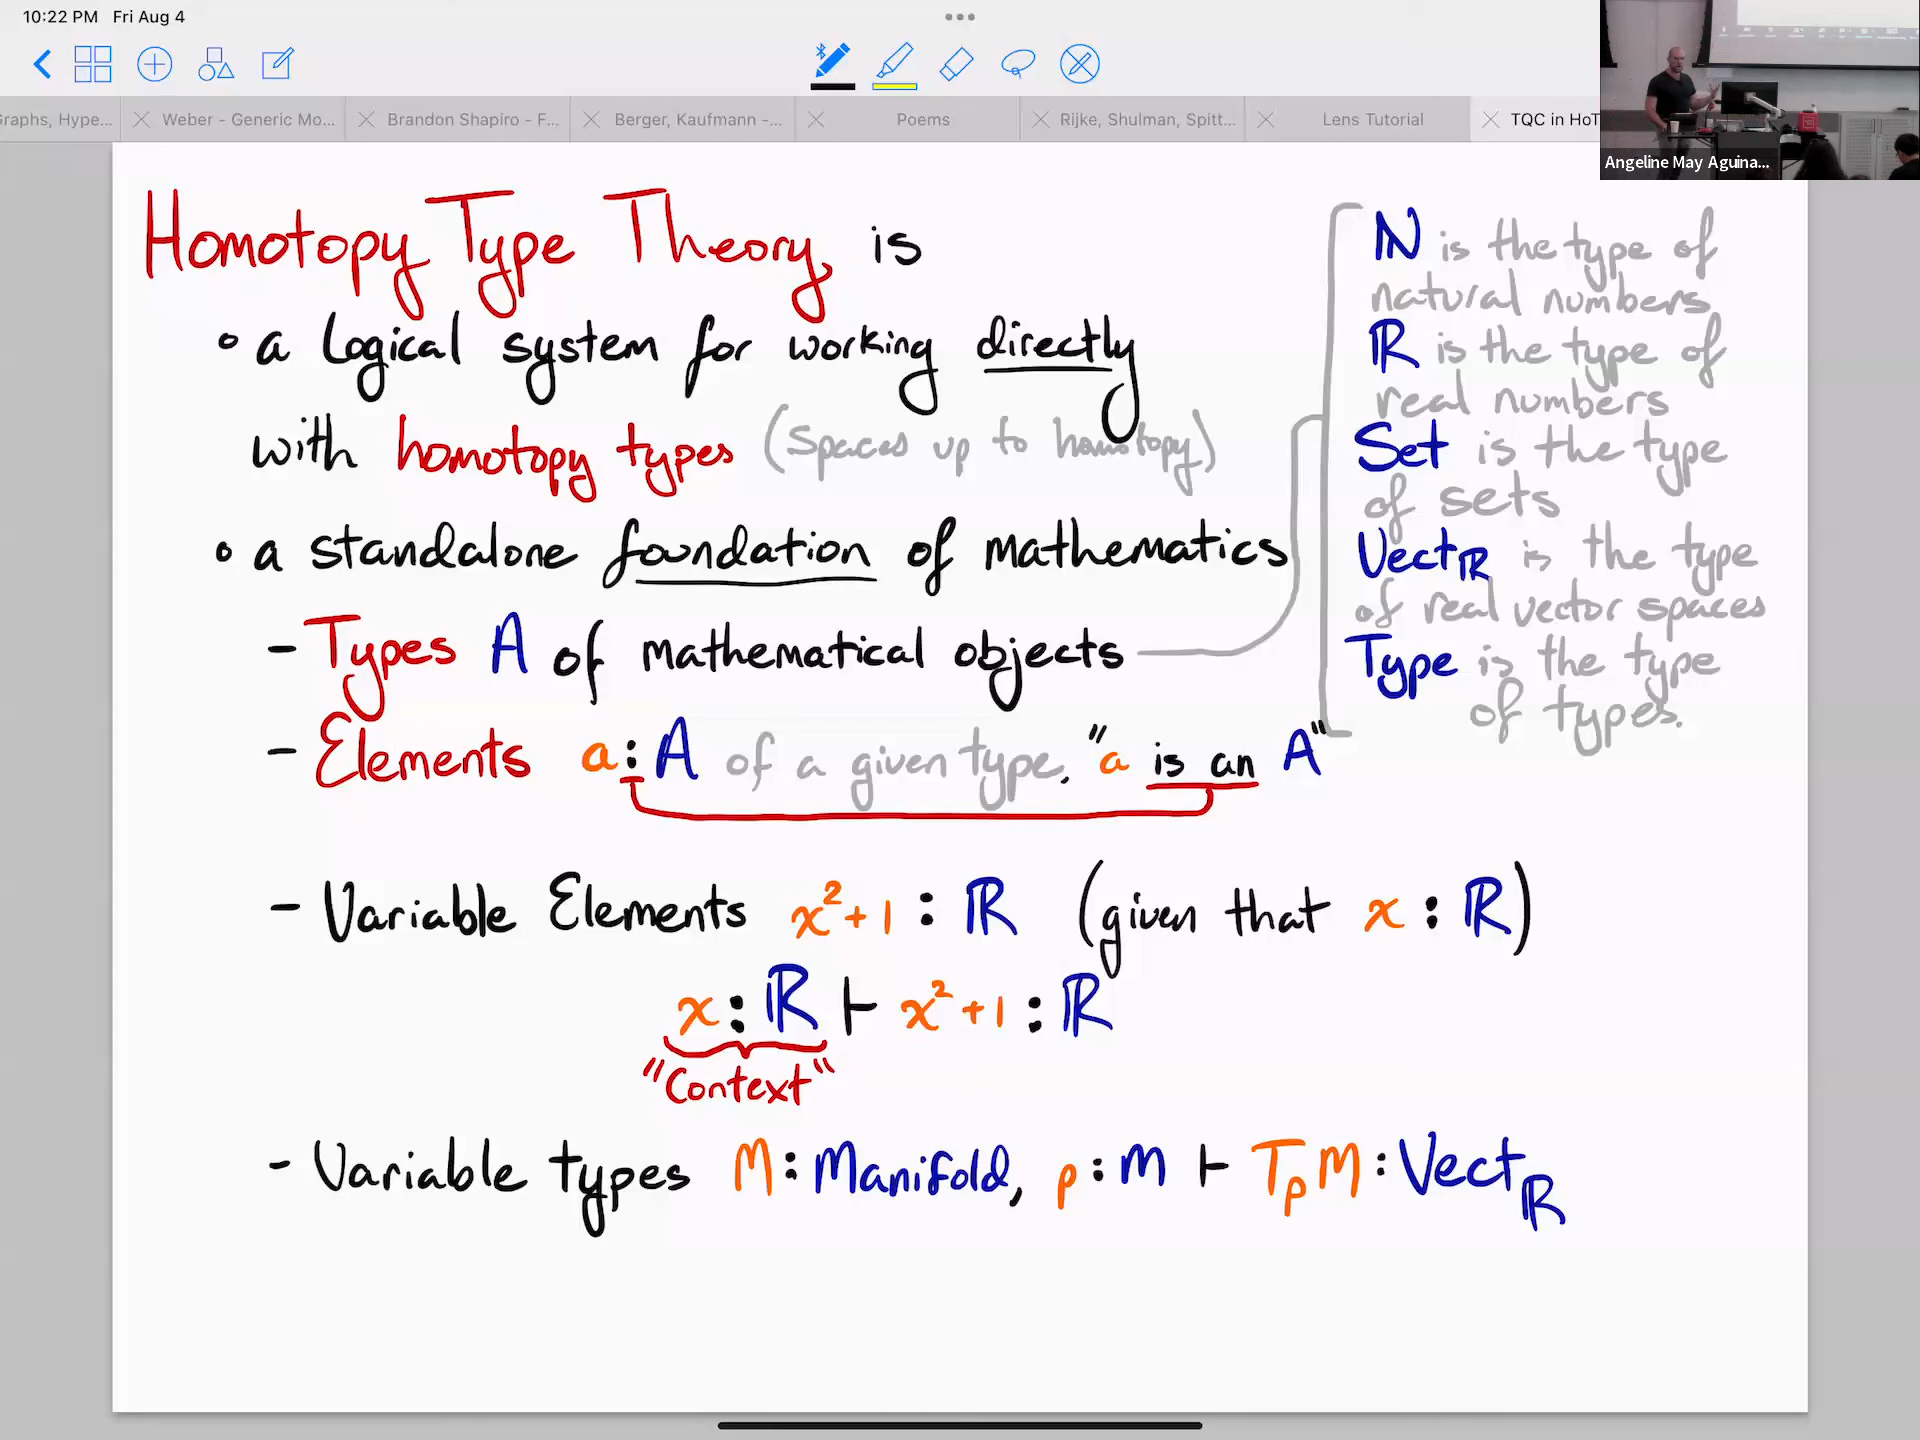 10:22 PM Fri Aug 4
Graphs, Hype... Weber - Generic Mo... Brandon Shapiro - F... Berger, Kaufmann -... Poems Rijke, Shulman, Spitt... Lens Tutorial TQC in HoT
Angeline May Aguina...
Homotopy Type Theory is
• a logical system for working directly
with homotopy types (Spaces up to homotopy)
• a standalone foundation of mathematics
- Types A of mathematical objects
- Elements a : A of a given type. "a is an A"
ℕ is the type of
natural numbers
ℝ is the type of
real numbers
Set is the type
of sets
Vectℝ is the type
of real vector spaces
Type is the type
of types.
- Variable Elements x²+1 : ℝ (given that x : ℝ)
x : ℝ ⊢ x²+1 : ℝ
"Context"
- Variable types M : Manifold, p : M ⊢ TₚM : Vectℝ